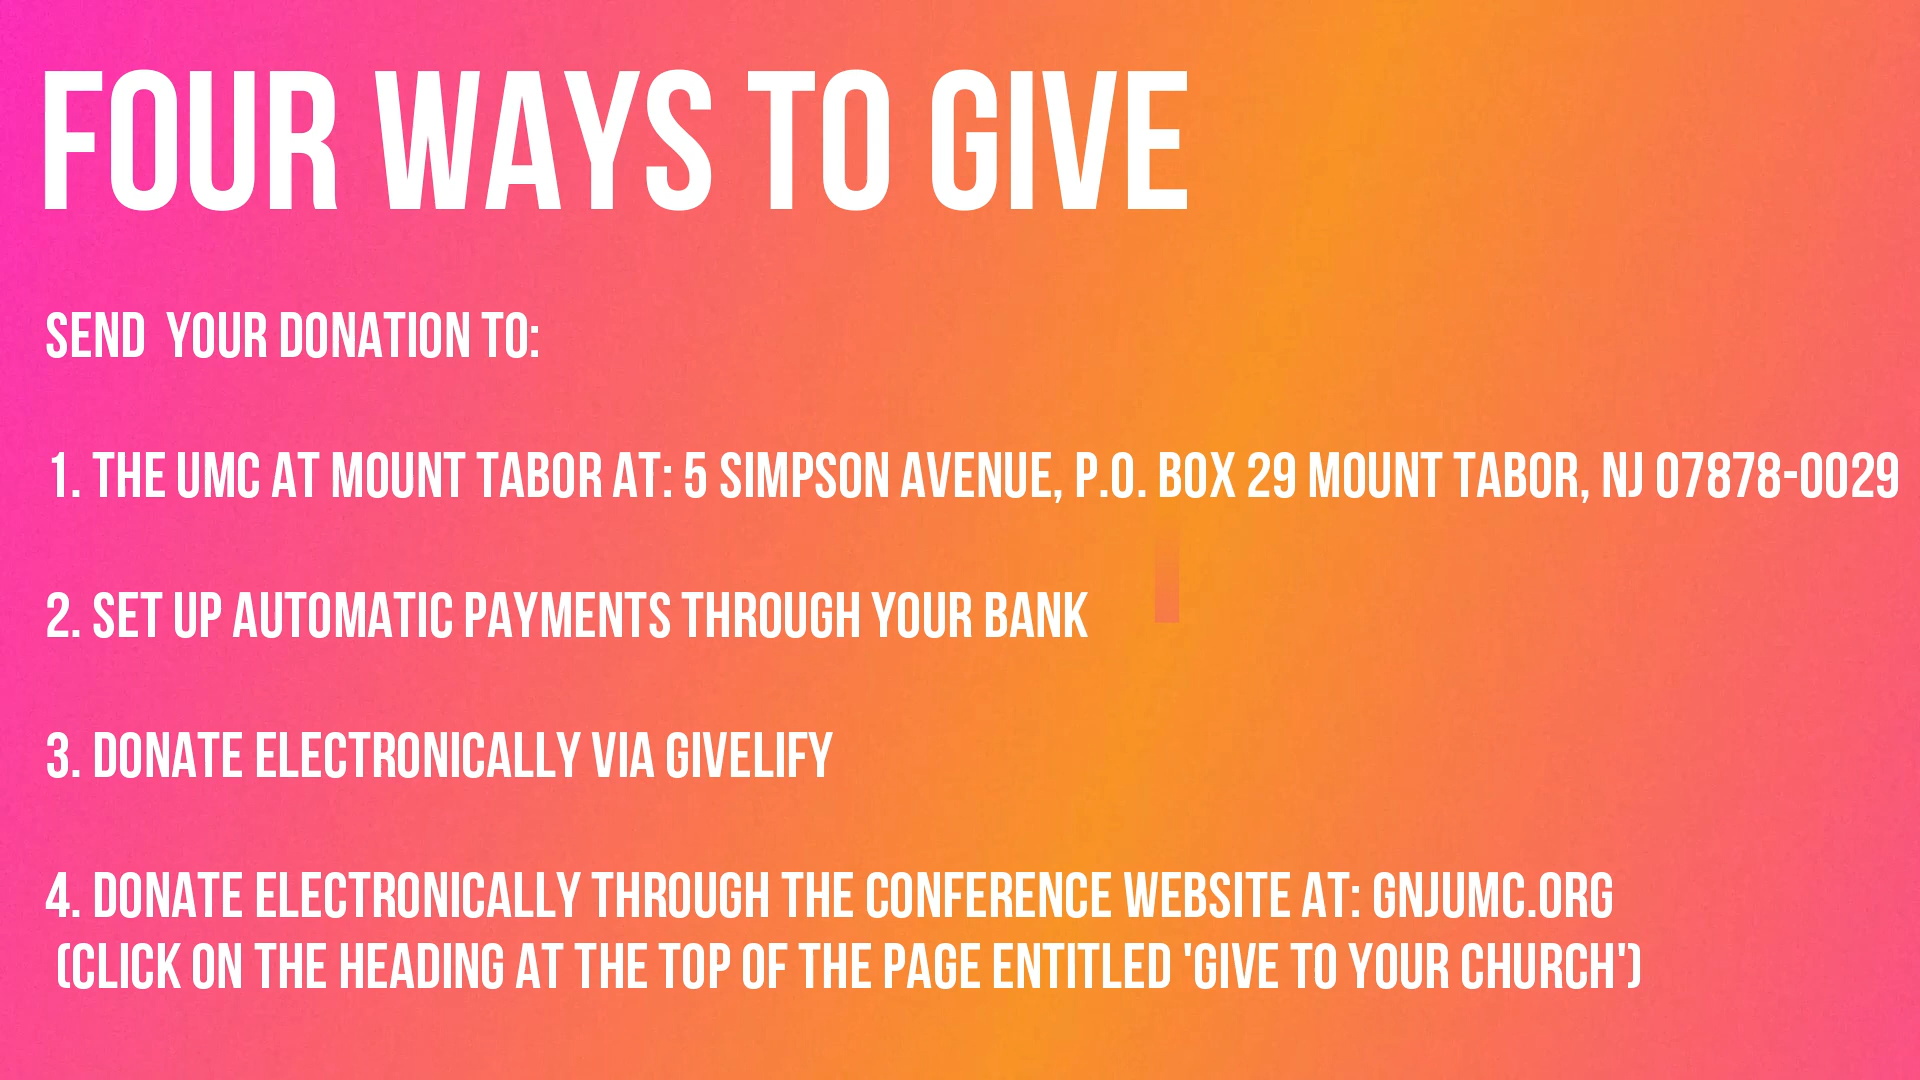 FOUR WAYS TO GIVE
SEND YOUR DONATION TO:
1. THE UMC AT MOUNT TABOR AT: 5 SIMPSON AVENUE, P.O. BOX 29 MOUNT TABOR, NJ 07878-0029
2. SET UP AUTOMATIC PAYMENTS THROUGH YOUR BANK
3. DONATE ELECTRONICALLY VIA GIVELIFY
4. DONATE ELECTRONICALLY THROUGH THE CONFERENCE WEBSITE AT: GNJUMC.ORG
(CLICK ON THE HEADING AT THE TOP OF THE PAGE ENTITLED 'GIVE TO YOUR CHURCH')